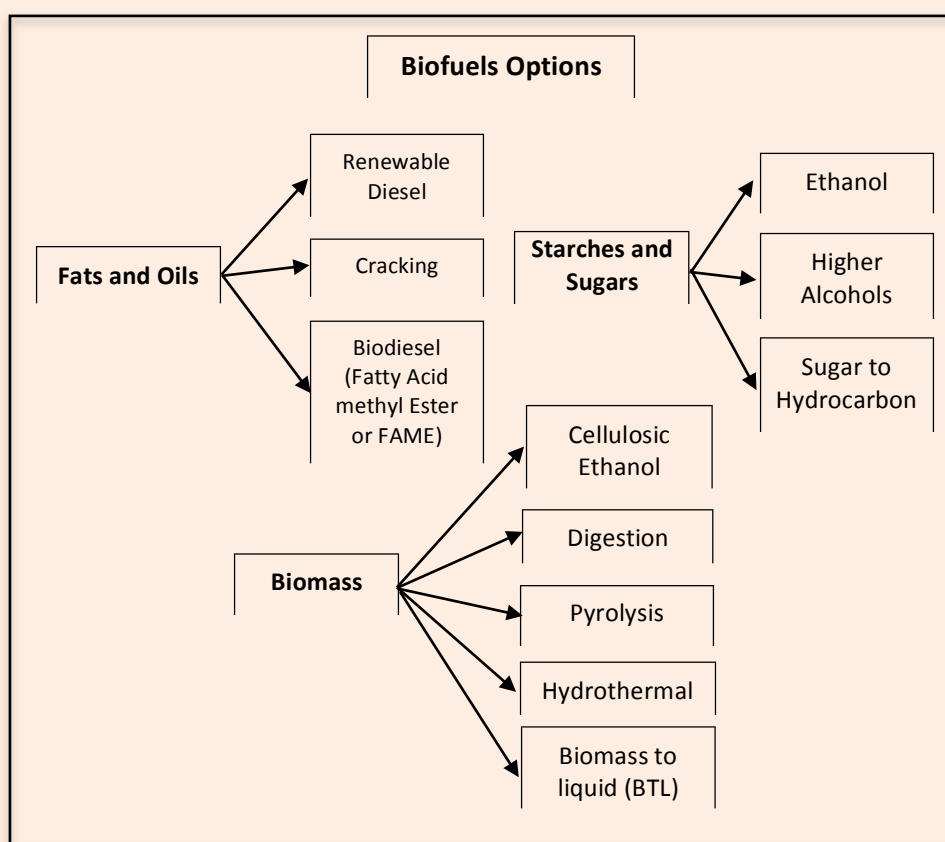 Biofuels Options
Fats and Oils
Renewable
Diesel
Cracking
Biodiesel
(Fatty Acid
methyl Ester
or FAME)
Starches and
Sugars
Ethanol
Higher
Alcohols
Sugar to
Hydrocarbon
Biomass
Cellulosic
Ethanol
Digestion
Pyrolysis
Hydrothermal
Biomass to
liquid (BTL)